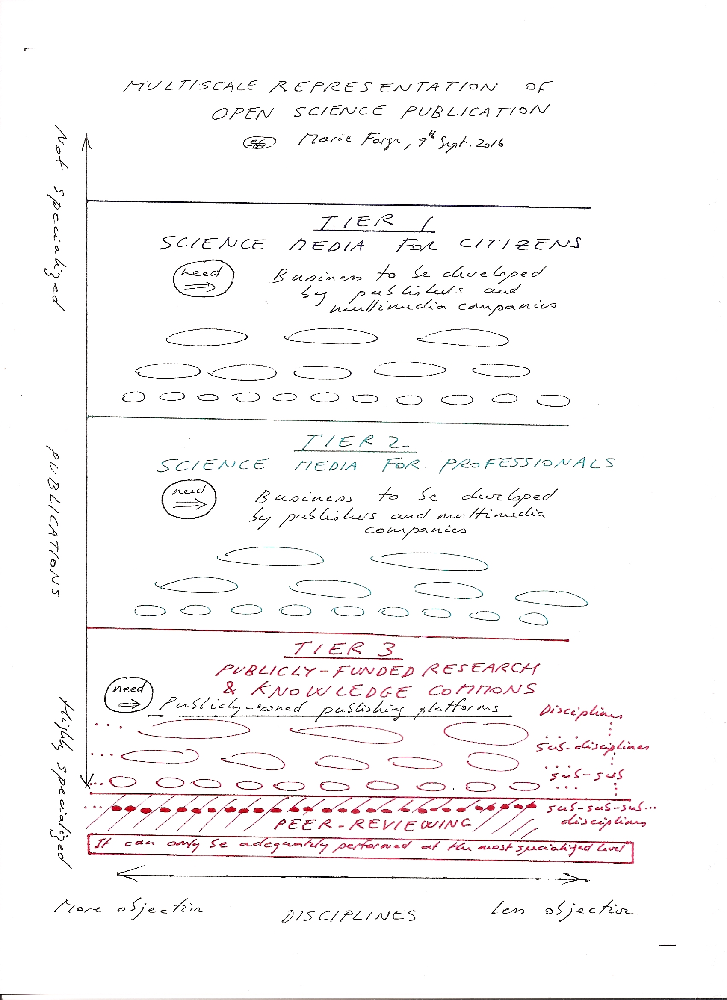 MULTISCALE REPRESENTATION OF
OPEN SCIENCE PUBLICATION
Marie Farge, 9th Sept. 2016
Not specialized
TIER 1
SCIENCE MEDIA FOR CITIZENS
need
Business to be developed
by publishers and
multimedia companies
PUBLICATIONS
TIER 2
SCIENCE MEDIA FOR PROFESSIONALS
need
Business to be developed
by publishers and multimedia
companies
Highly specialized
TIER 3
PUBLICLY-FUNDED RESEARCH
& KNOWLEDGE COMMONS
need
Publicly-owned publishing platforms
Disciplines
sub-disciplines
sub-sub
...
sub-sub-sub...
disciplines
PEER-REVIEWING
It can only be adequately performed at the most specialized level
More objective
DISCIPLINES
Less objective